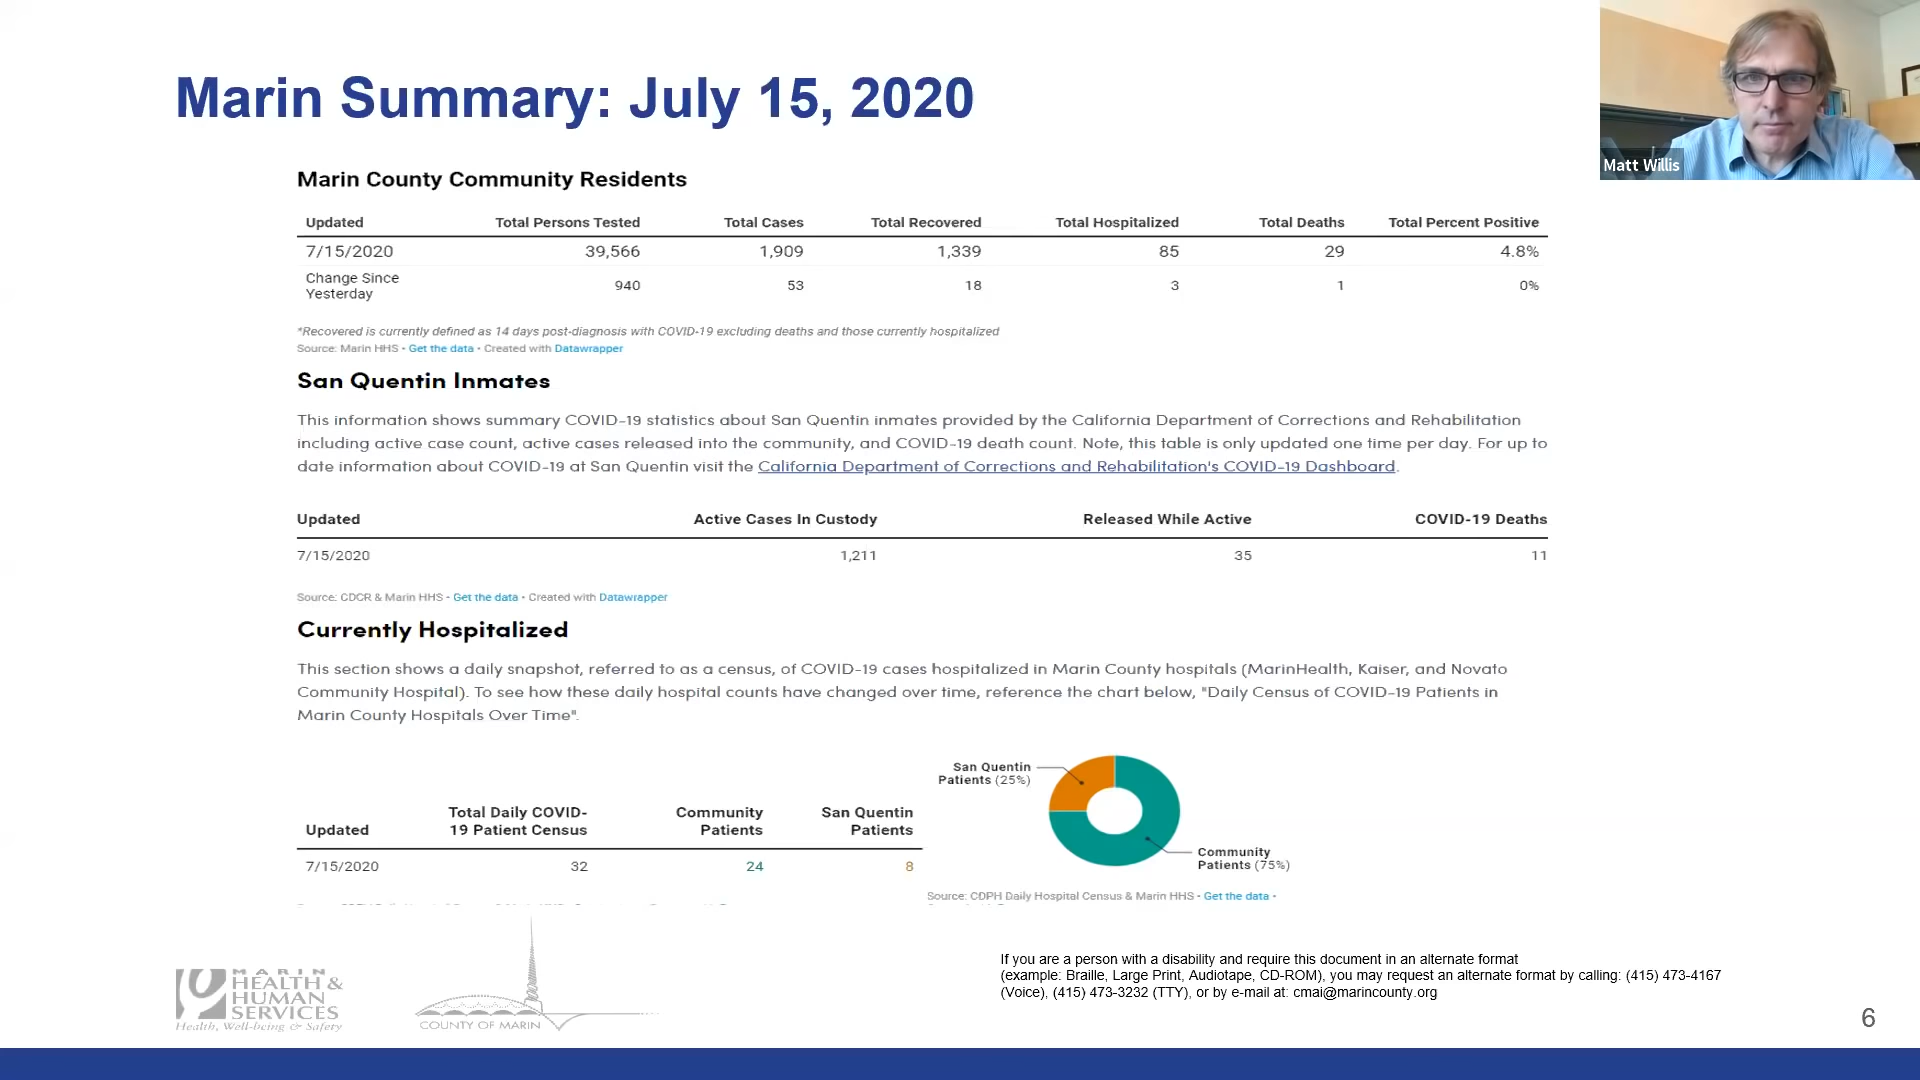 Marin Summary: July 15, 2020
Matt Willis
Marin County Community Residents
Updated Total Persons Tested Total Cases Total Recovered Total Hospitalized Total Deaths Total Percent Positive
7/15/2020 39,566 1,909 1,339 85 29 4.8%
Change Since
Yesterday 940 53 18 3 1 0%
*Recovered is currently defined as 14 days post-diagnosis with COVID-19 excluding deaths and those currently hospitalized
Source: Marin HHS • Get the data • Created with Datawrapper
San Quentin Inmates
This information shows summary COVID-19 statistics about San Quentin inmates provided by the California Department of Corrections and Rehabilitation
including active case count, active cases released into the community, and COVID-19 death count. Note, this table is only updated one time per day. For up to
date information about COVID-19 at San Quentin visit the California Department of Corrections and Rehabilitation's COVID-19 Dashboard.
Updated Active Cases In Custody Released While Active COVID-19 Deaths
7/15/2020 1,211 35 11
Source: CDCR & Marin HHS • Get the data • Created with Datawrapper
Currently Hospitalized
This section shows a daily snapshot, referred to as a census, of COVID-19 cases hospitalized in Marin County hospitals (MarinHealth, Kaiser, and Novato
Community Hospital). To see how these daily hospital counts have changed over time, reference the chart below, "Daily Census of COVID-19 Patients in
Marin County Hospitals Over Time".
Total Daily COVID- Community San Quentin
Updated 19 Patient Census Patients Patients
7/15/2020 32 24 8
San Quentin
Patients (25%)
Community
Patients (75%)
Source: CDPH Daily Hospital Census & Marin HHS • Get the data •
MARIN
HEALTH &
HUMAN
SERVICES
Health, Well-being & Safety
COUNTY OF MARIN
If you are a person with a disability and require this document in an alternate format
(example: Braille, Large Print, Audiotape, CD-ROM), you may request an alternate format by calling: (415) 473-4167
(Voice), (415) 473-3232 (TTY), or by e-mail at: cmai@marincounty.org
6